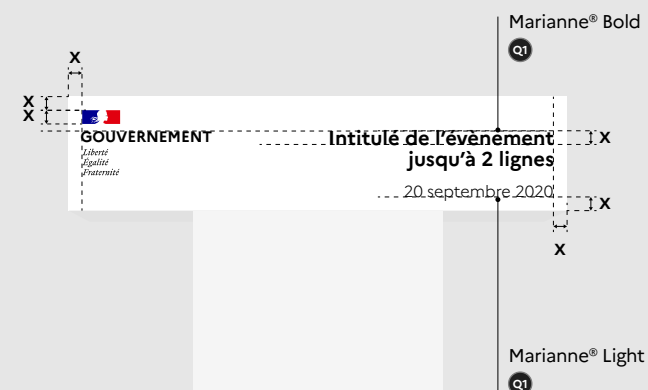 Marianne® Bold
Q1
X
X
X
GOUVERNEMENT
Liberté
Égalité
Fraternité
Intitulé de l'évènement
jusqu'à 2 lignes
X
20 septembre 2020
X
X
Marianne® Light
Q1